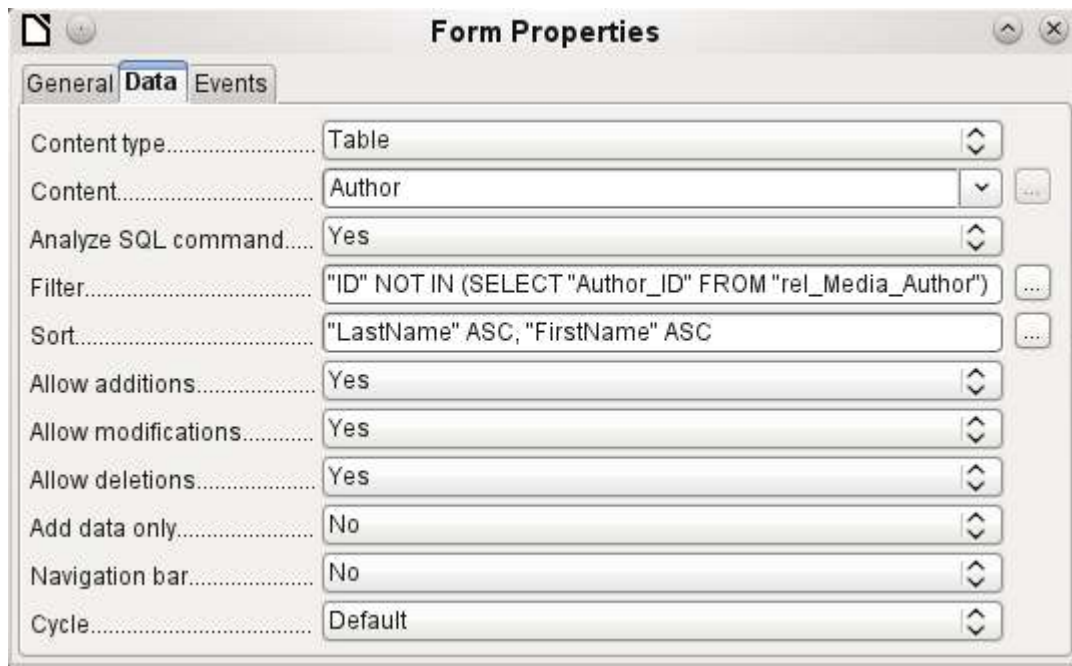 Form Properties
General Data Events
Content type....................... Table
Content................................ Author
Analyze SQL command..... Yes
Filter.................................... "ID" NOT IN (SELECT "Author_ID" FROM "rel_Media_Author") ...
Sort...................................... "LastName" ASC, "FirstName" ASC ...
Allow additions................... Yes
Allow modifications............ Yes
Allow deletions................... Yes
Add data only...................... No
Navigation bar.................... No
Cycle.................................... Default